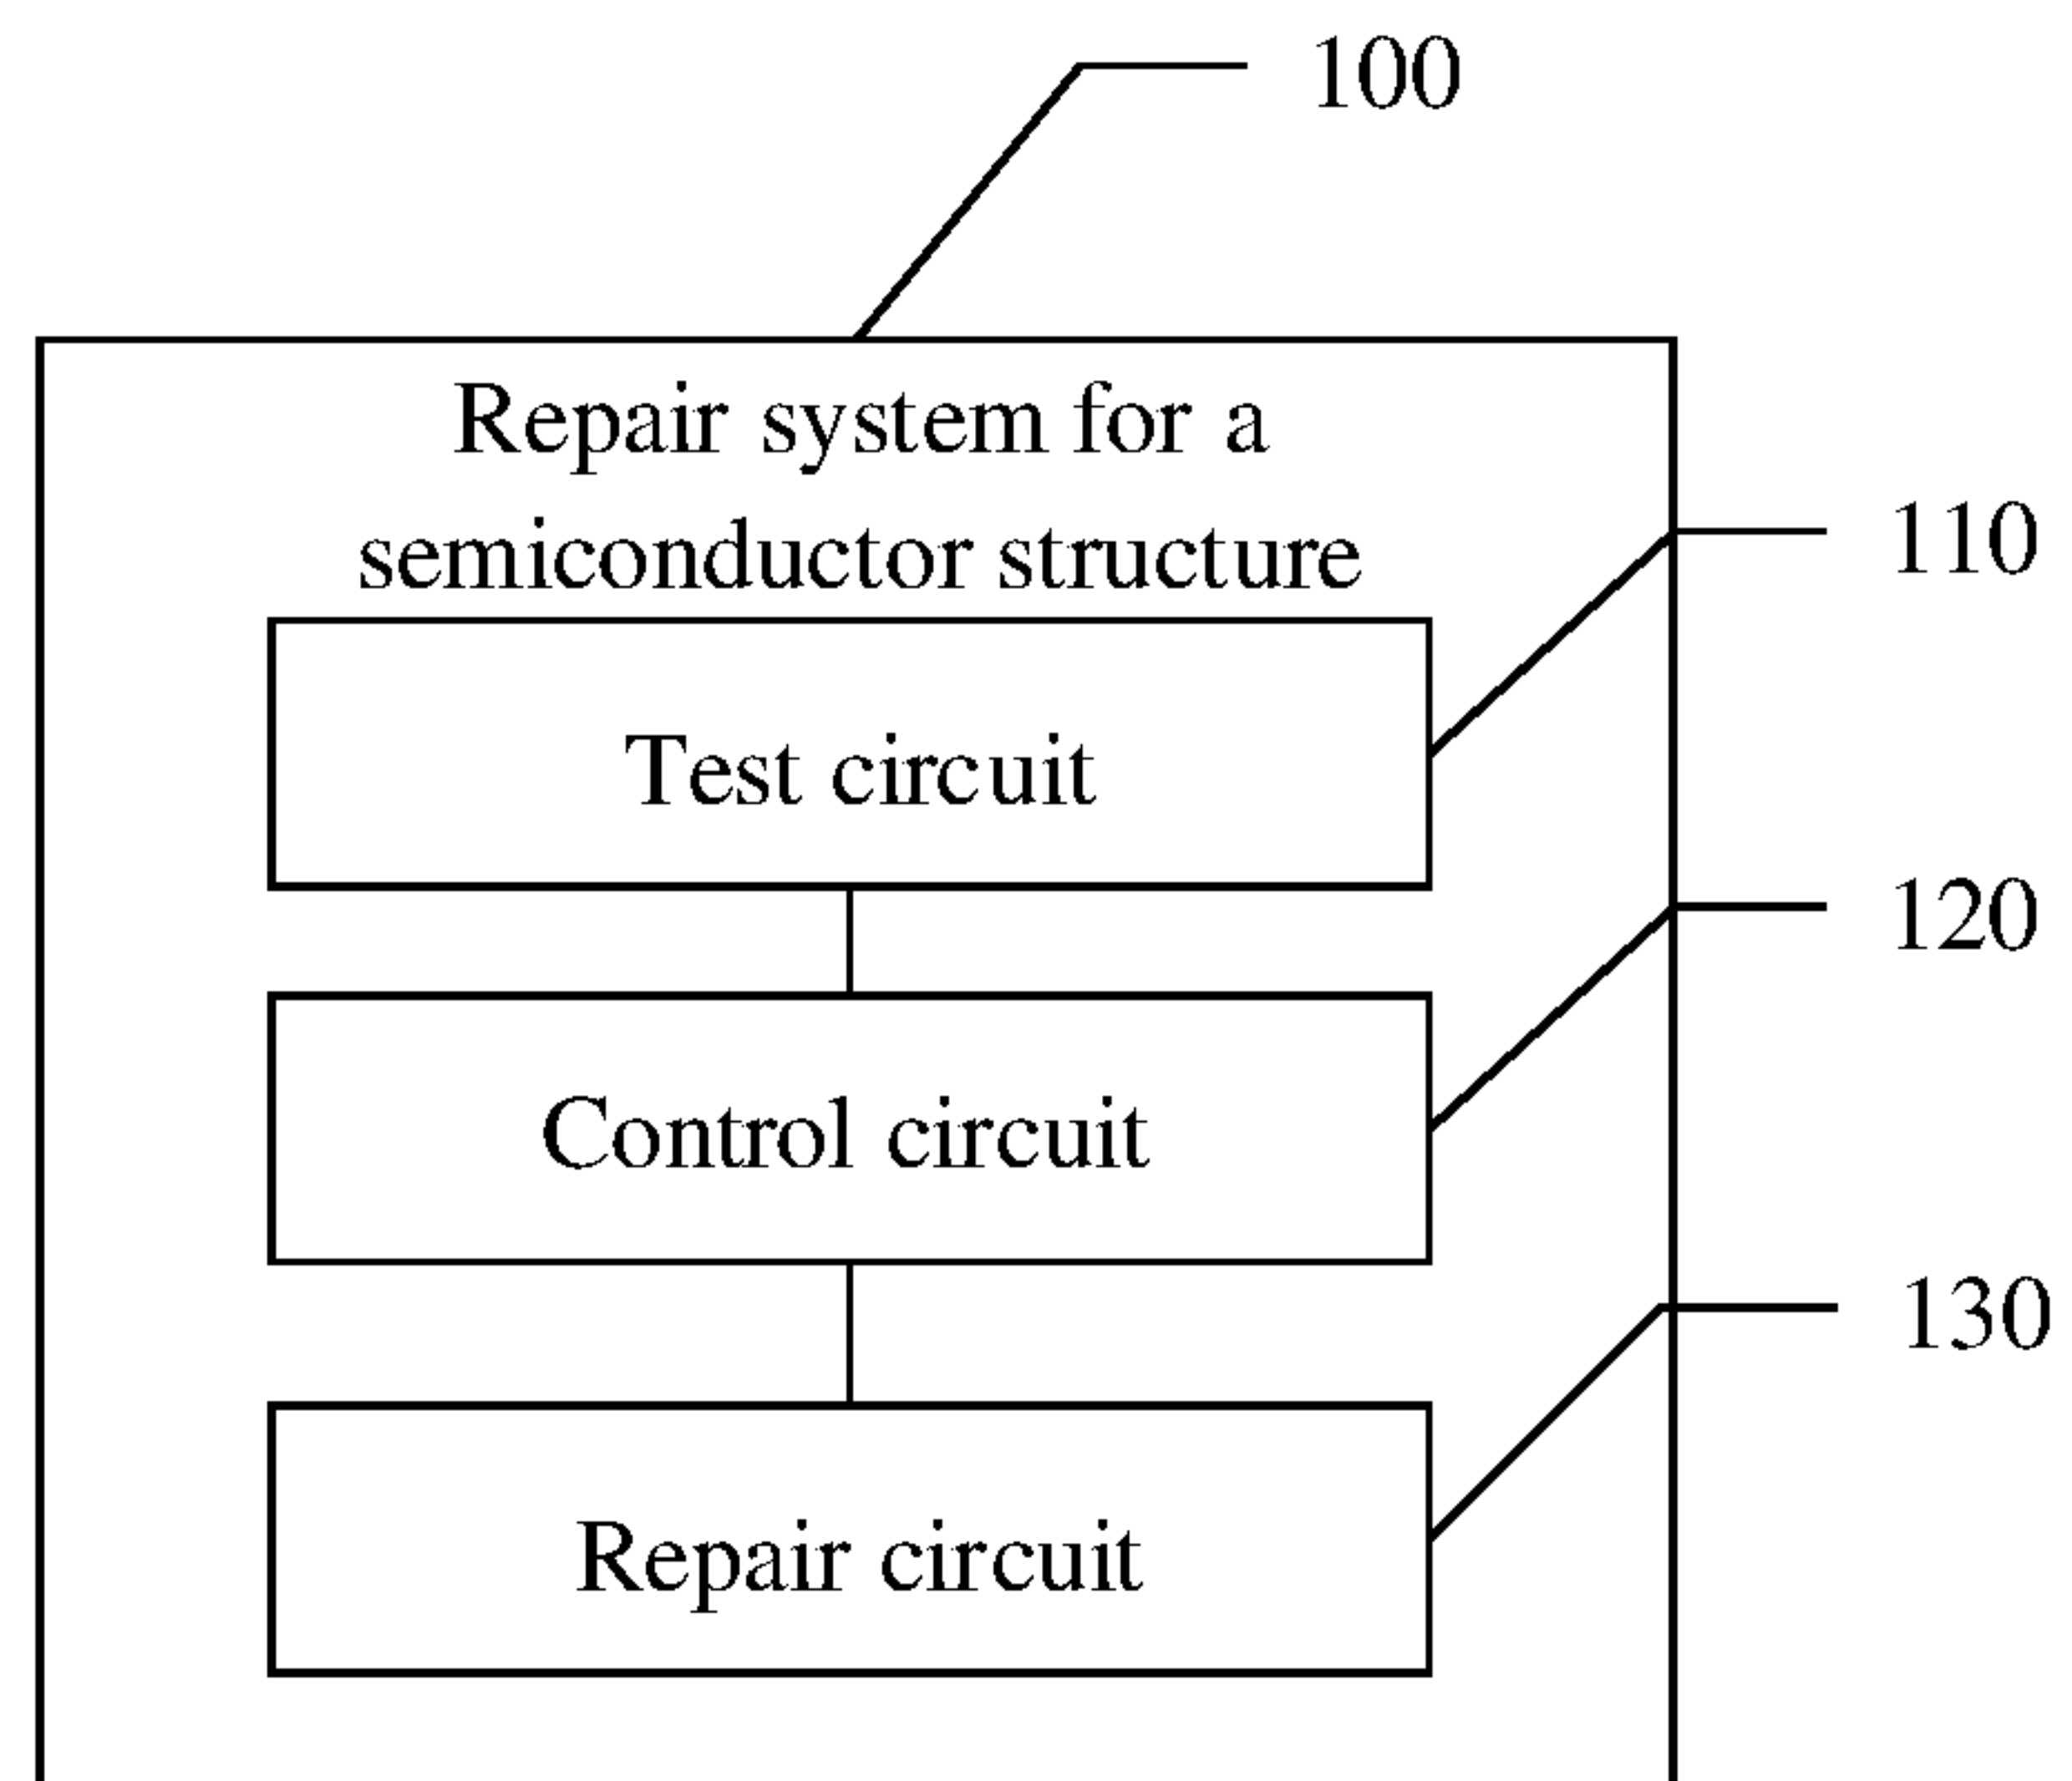 100
Repair system for a
semiconductor structure
110
Test circuit
120
Control circuit
130
Repair circuit